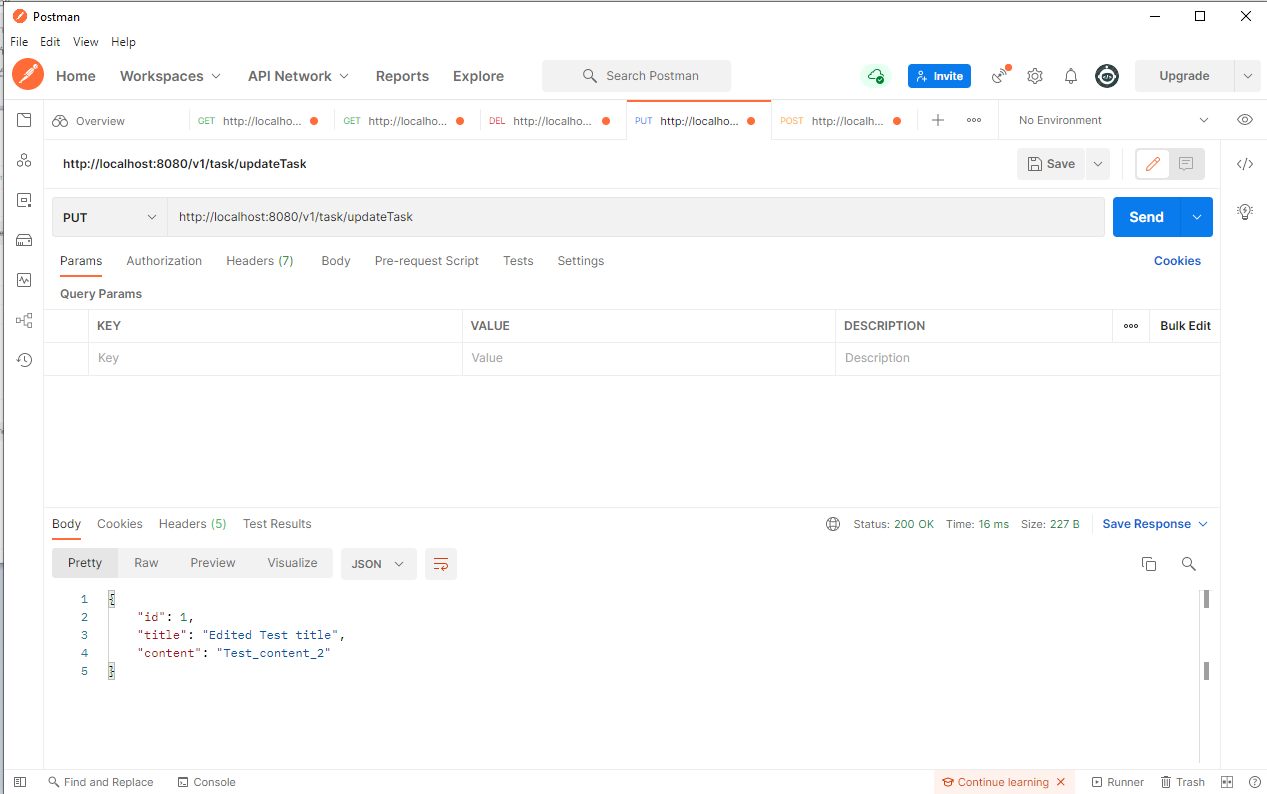 Postman
File Edit View Help
Home Workspaces API Network Reports Explore Search Postman Invite Upgrade
Overview GET http://localho... GET http://localho... DEL http://localho... PUT http://localho... POST http://localh... No Environment
http://localhost:8080/v1/task/updateTask Save
PUT http://localhost:8080/v1/task/updateTask Send
Params Authorization Headers (7) Body Pre-request Script Tests Settings Cookies
Query Params
KEY VALUE DESCRIPTION Bulk Edit
Key Value Description
Body Cookies Headers (5) Test Results Status: 200 OK Time: 16 ms Size: 227 B Save Response
Pretty Raw Preview Visualize JSON
1 {
2 "id": 1,
3 "title": "Edited Test title",
4 "content": "Test_content_2"
5 }
Find and Replace Console Continue learning Runner Trash